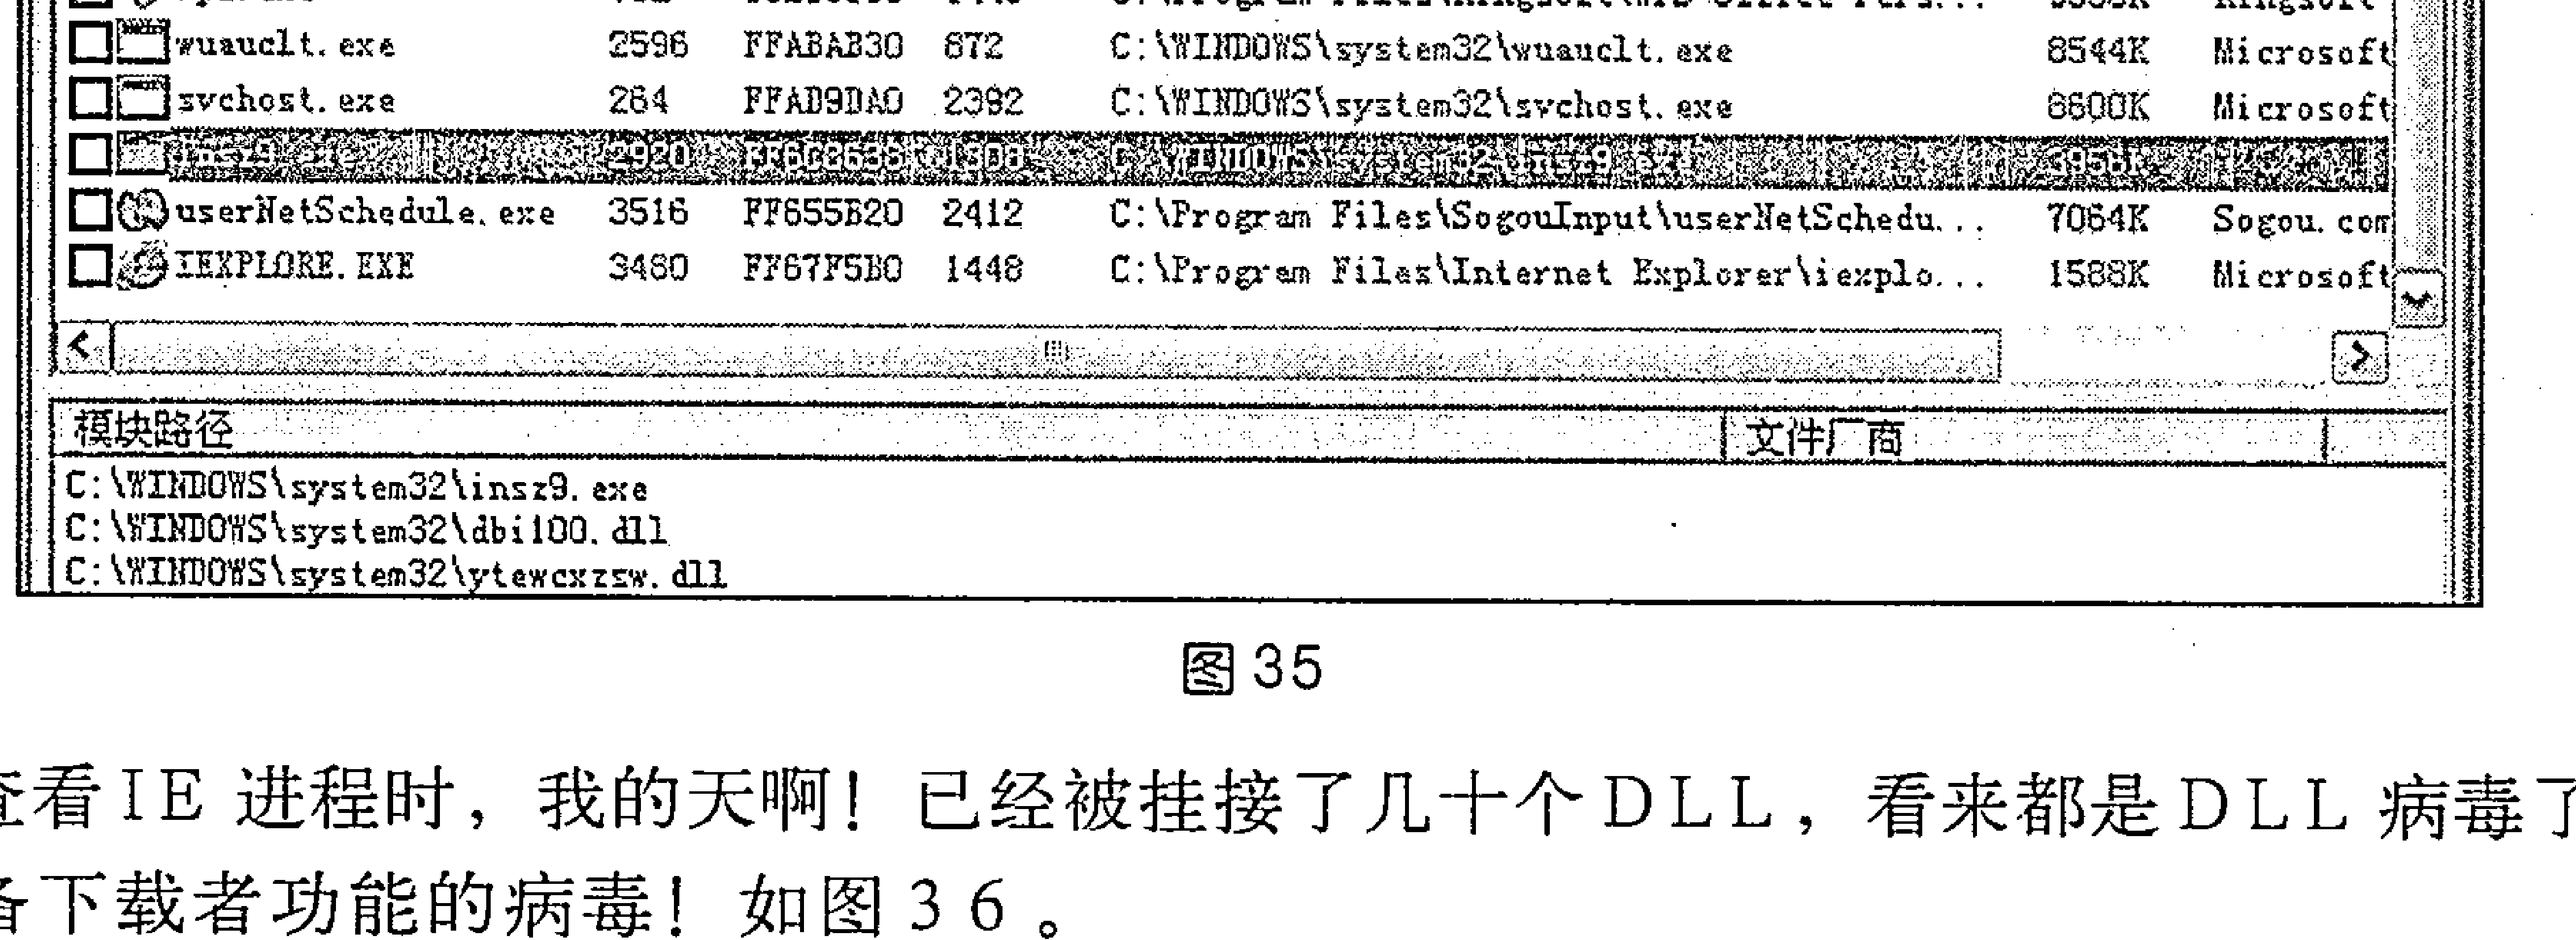 wuauclt.exe 2596 FFABAB30 872 C:\WINDOWS\system32\wuauclt.exe 8544K Microsoft
svchost.exe 264 FFAD9DA0 2392 C:\WINDOWS\system32\svchost.exe 6600K Microsoft
2920
userNetSchedule.exe 3516 FF655B20 2412 C:\Program Files\SogouInput\userNetSchedu... 7064K Sogou.com
IEXPLORE.EXE 3460 FF67F5B0 1448 C:\Program Files\Internet Explorer\iexplo... 1588K Microsoft
模块路径 文件厂商
C:\WINDOWS\system32\insz9.exe
C:\WINDOWS\system32\dbi100.dll
C:\WINDOWS\system32\ytewcxzsw.dll
图35
查看IE 进程时，我的天啊！已经被挂接了几十个DLL，看来都是DLL 病毒了
备下载者功能的病毒！如图36。